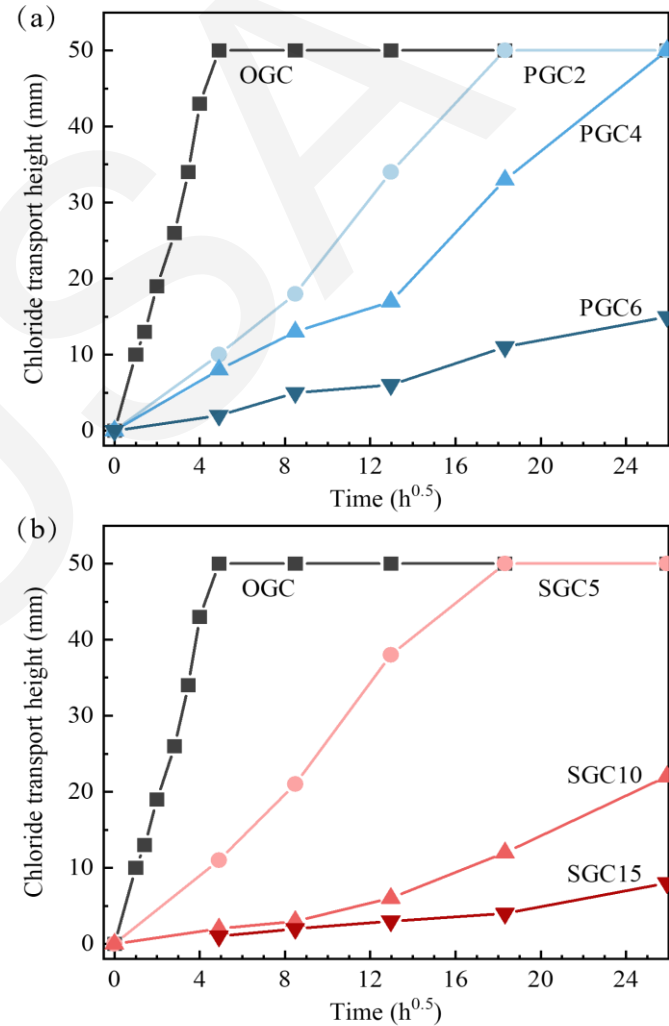 (a)
50
40
30
20
10
0
Chloride transport height (mm)
OGC
PGC2
PGC4
PGC6
0 4 8 12 16 20 24
Time (h^0.5)
(b)
50
40
30
20
10
0
Chloride transport height (mm)
OGC
SGC5
SGC10
SGC15
0 4 8 12 16 20 24
Time (h^0.5)